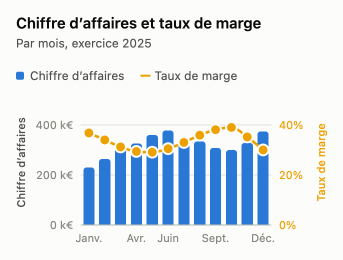 Chiffre d'affaires et taux de marge
Par mois, exercice 2025
Chiffre d'affaires
Taux de marge
Chiffre d'affaires
400 k€
200 k€
0 k€
40%
20%
0%
Taux de marge
Janv.
Avr.
Juin
Sept.
Déc.